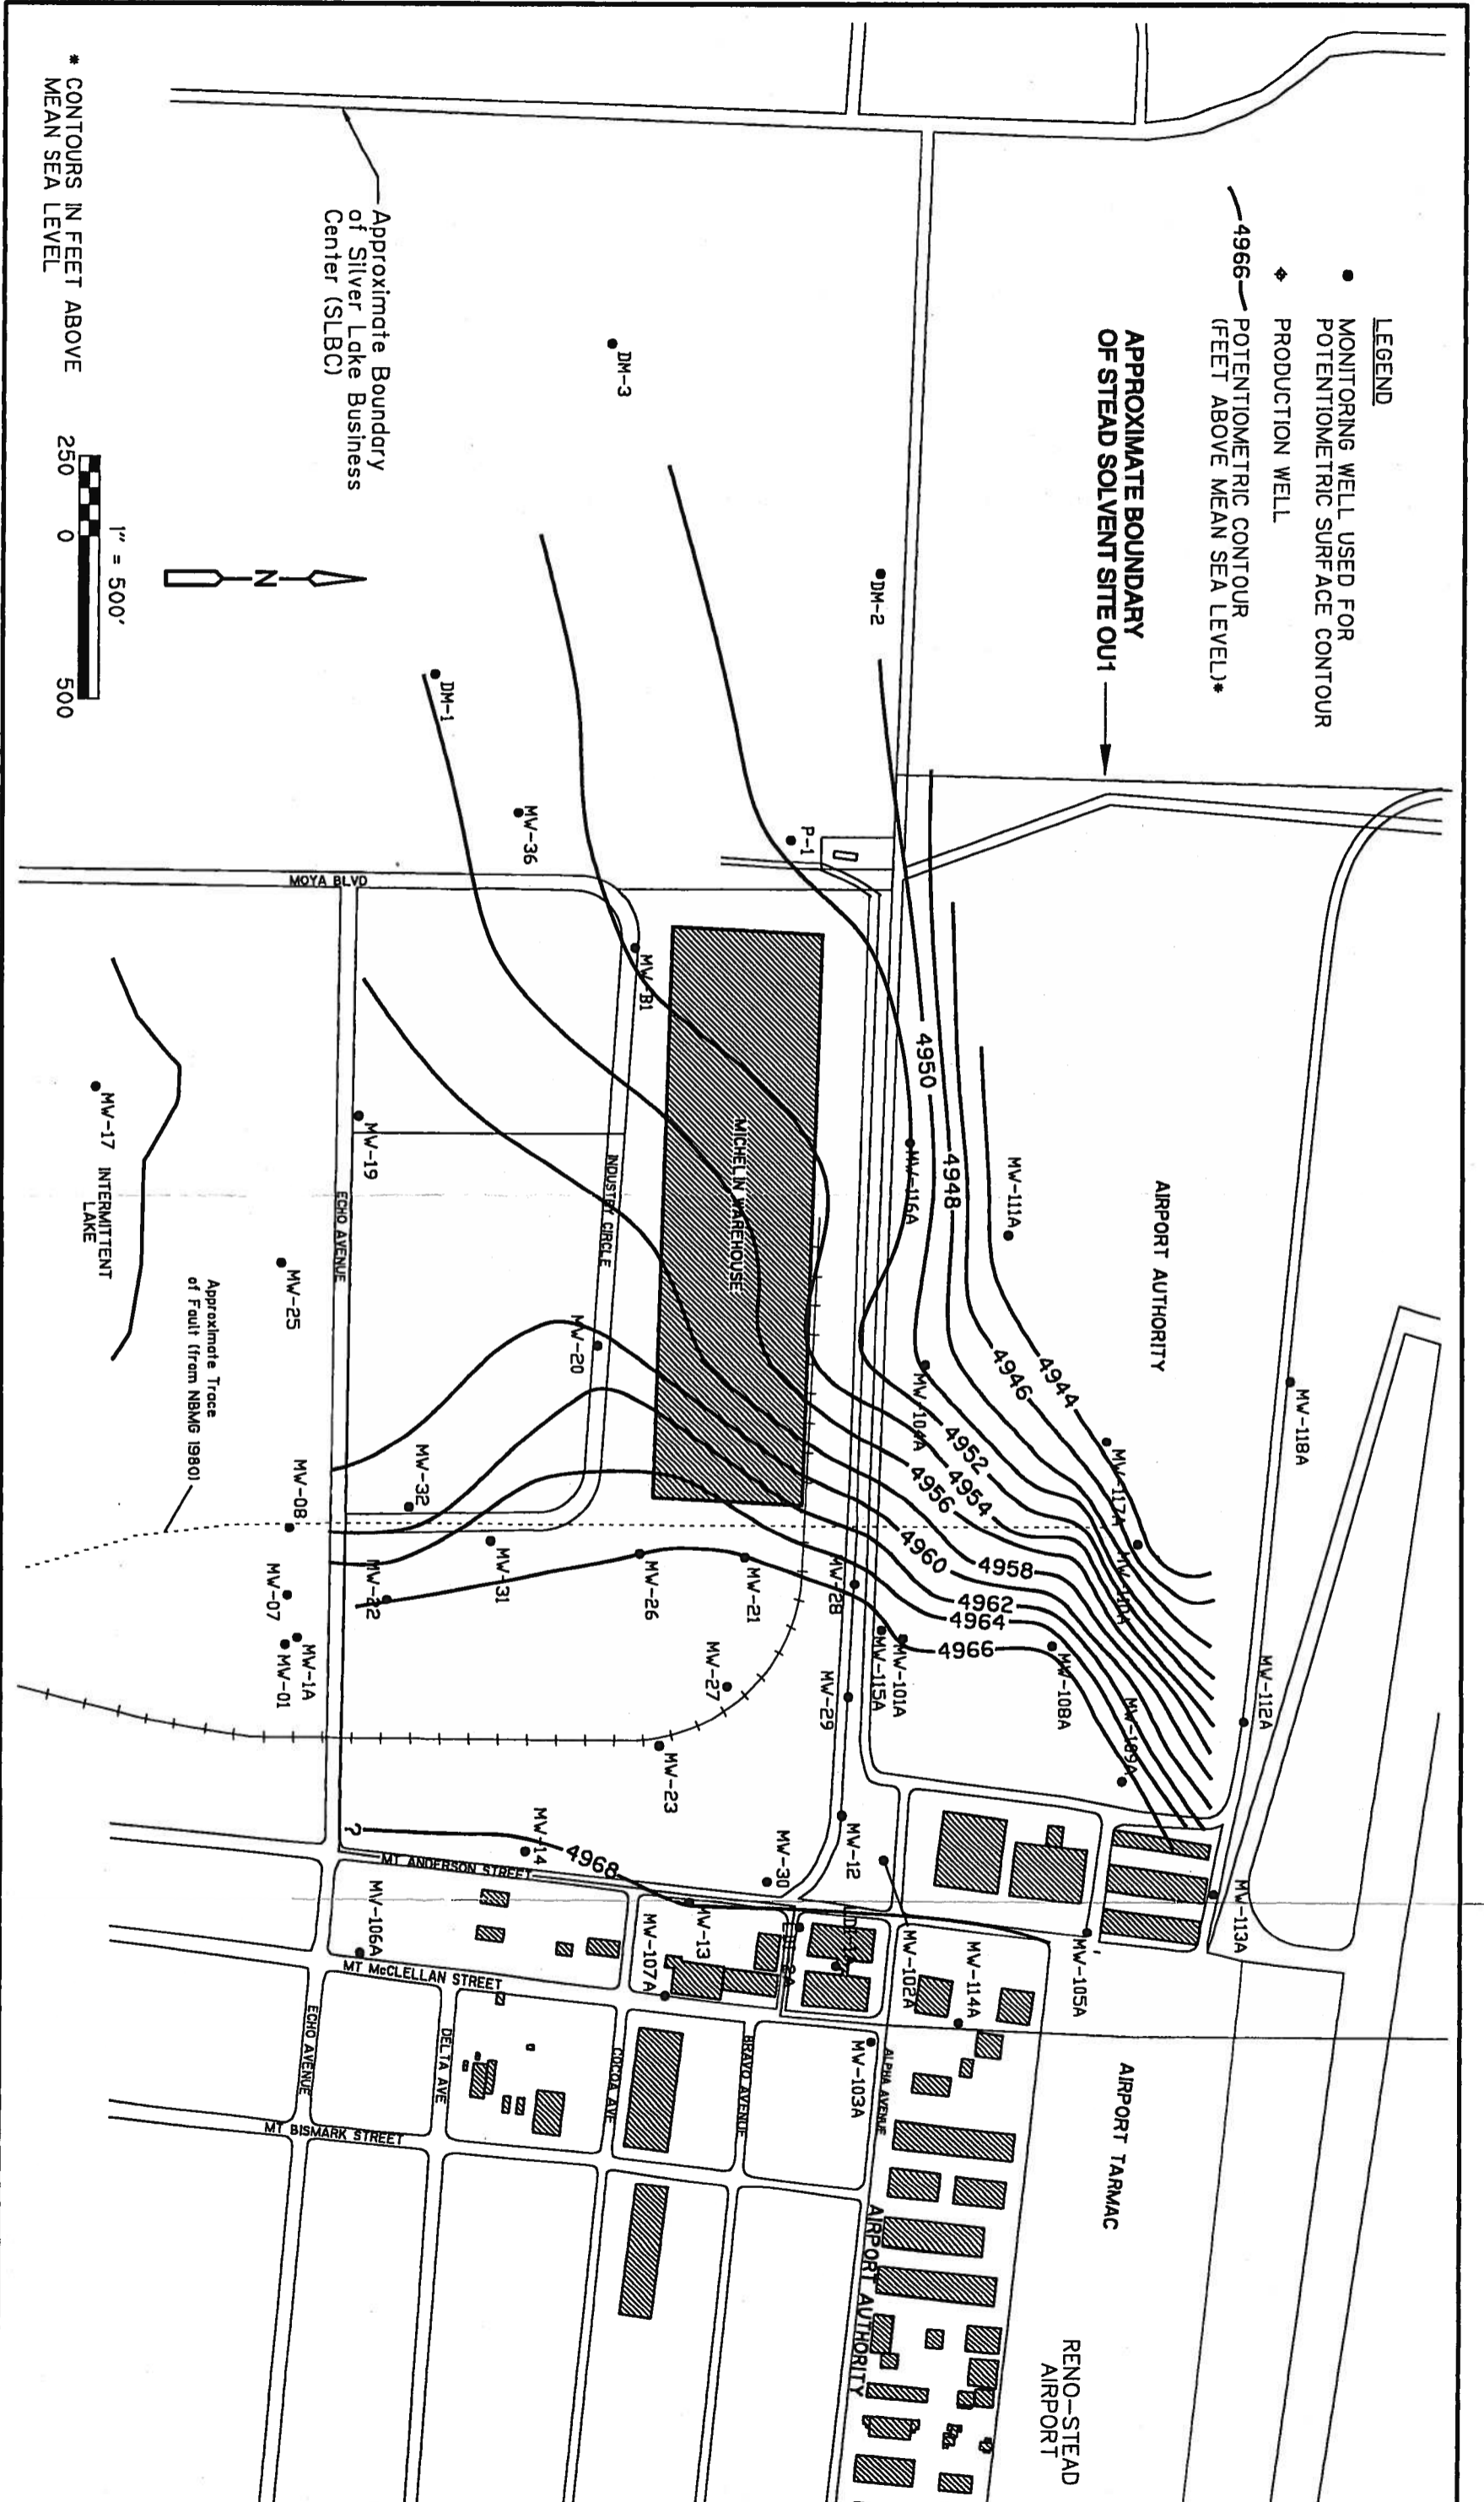 LEGEND
MONITORING WELL USED FOR
POTENTIOMETRIC SURFACE CONTOUR
PRODUCTION WELL
4966
POTENTIOMETRIC CONTOUR
(FEET ABOVE MEAN SEA LEVEL)*
APPROXIMATE BOUNDARY
OF STEAD SOLVENT SITE OU1
Approximate Boundary
of Silver Lake Business
Center (SLBC)
* CONTOURS IN FEET ABOVE
MEAN SEA LEVEL
1" = 500'
250 0 500
N
DM-3
DM-2
DM-1
MW-36
P-1
MOYA BLVD
MW-B1
MICHELIN WAREHOUSE
INDUSTRY CIRCLE
ECHO AVENUE
MW-19
MW-17
INTERMITTENT
LAKE
MW-25
Approximate Trace
of Fault (from NBMG 1980)
MW-20
MW-116A
MW-111A
AIRPORT AUTHORITY
MW-118A
4950
4948
4946
4944
4952
4954
4956
4958
4960
4962
4964
4966
MW-104A
MW-117A
MW-110A
MW-112A
MW-108A
MW-109A
MW-101A
MW-115A
MW-28
MW-29
MW-21
MW-26
MW-27
MW-23
MW-31
MW-32
MW-22
MW-08
MW-07
MW-1A
MW-01
MW-12
MW-30
MW-14
4968
?
MT ANDERSON STREET
MW-13
MW-107A
MW-106A
MT McCLELLAN STREET
MW-102A
MW-114A
MW-105A
MW-113A
MW-103A
ALPHA AVENUE
BRAVO AVENUE
COCOA AVE
DELTA AVE
ECHO AVENUE
MT BISMARK STREET
AIRPORT TARMAC
AIRPORT AUTHORITY
RENO-STEAD
AIRPORT